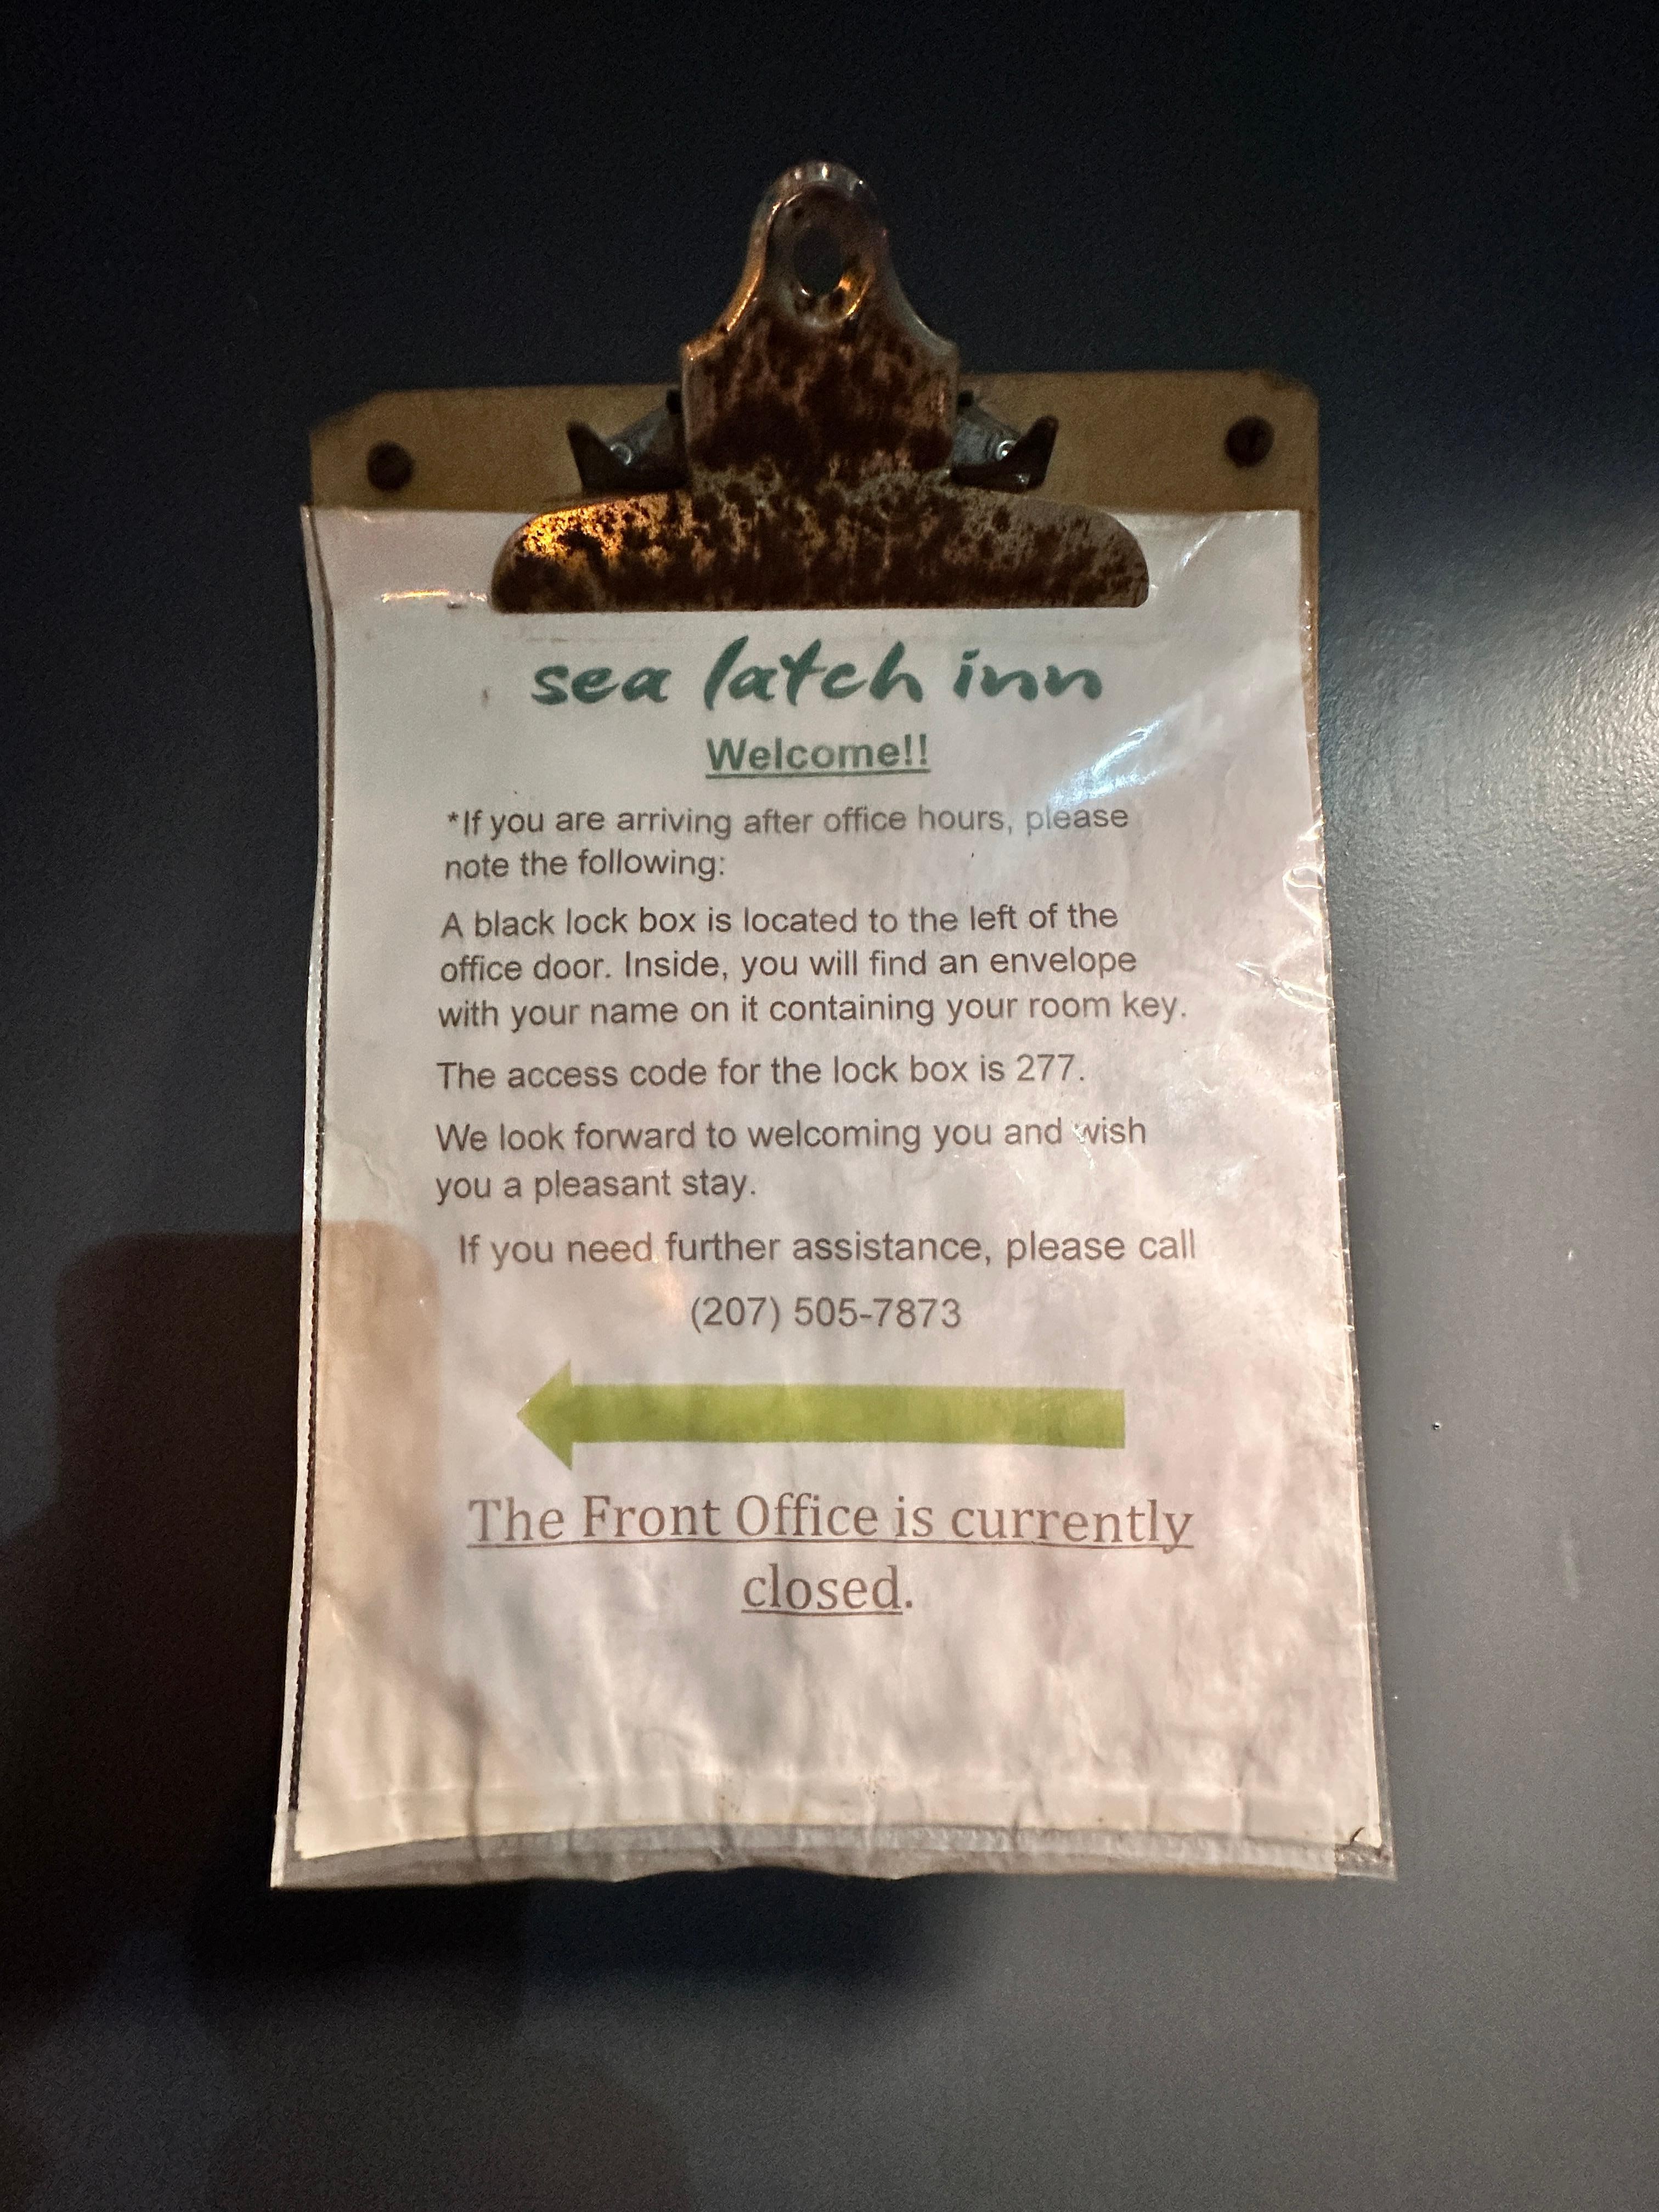 sea latch inn
Welcome!!
*If you are arriving after office hours, please
note the following:
A black lock box is located to the left of the
office door. Inside, you will find an envelope
with your name on it containing your room key.
The access code for the lock box is 277.
We look forward to welcoming you and wish
you a pleasant stay.
If you need further assistance, please call
(207) 505-7873
The Front Office is currently
closed.